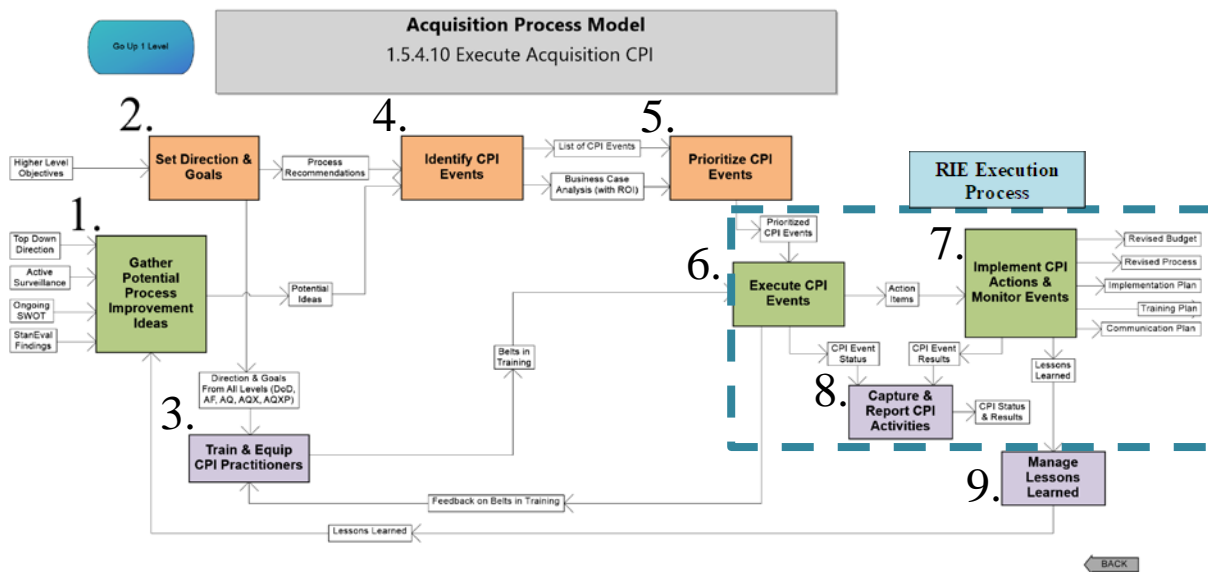 Go Up 1 Level
Acquisition Process Model
1.5.4.10 Execute Acquisition CPI
2.
4.
5.
Higher Level
Objectives
Set Direction &
Goals
Process
Recommendations
Identify CPI
Events
List of CPI Events
Business Case
Analysis (with ROI)
Prioritize CPI
Events
RIE Execution
Process
1.
Top Down
Direction
Active
Surveillance
Ongoing
SWOT
StanEval
Findings
Gather
Potential
Process
Improvement
Ideas
Potential
Ideas
Prioritized
CPI Events
6.
Execute CPI
Events
Action
Items
7.
Implement CPI
Actions & 
Monitor Events
Revised Budget
Revised Process
Implementation Plan
Training Plan
Communication Plan
Belts in
Training
CPI Event
Status
CPI Event
Results
Lessons
Learned
Direction & Goals
From All Levels (DoD,
AF, AQ, AQX, AQXP)
8.
Capture &
Report CPI
Activities
CPI Status
& Results
3.
Train & Equip
CPI Practitioners
9.
Manage
Lessons
Learned
Feedback on Belts in Training
Lessons Learned
BACK